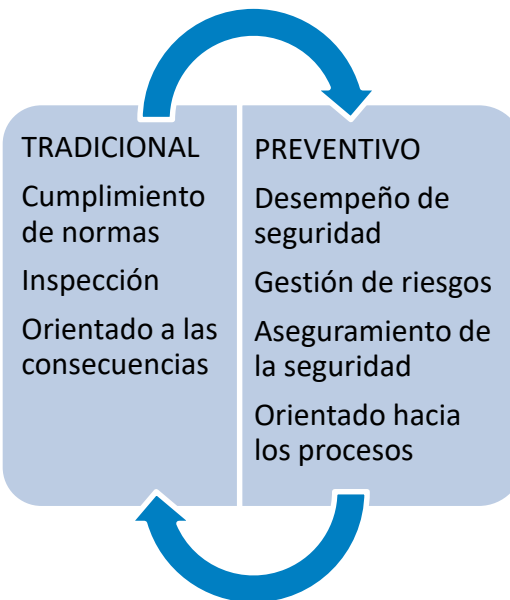 TRADICIONAL
Cumplimiento
de normas
Inspección
Orientado a las
consecuencias
PREVENTIVO
Desempeño de
seguridad
Gestión de riesgos
Aseguramiento de
la seguridad
Orientado hacia
los procesos